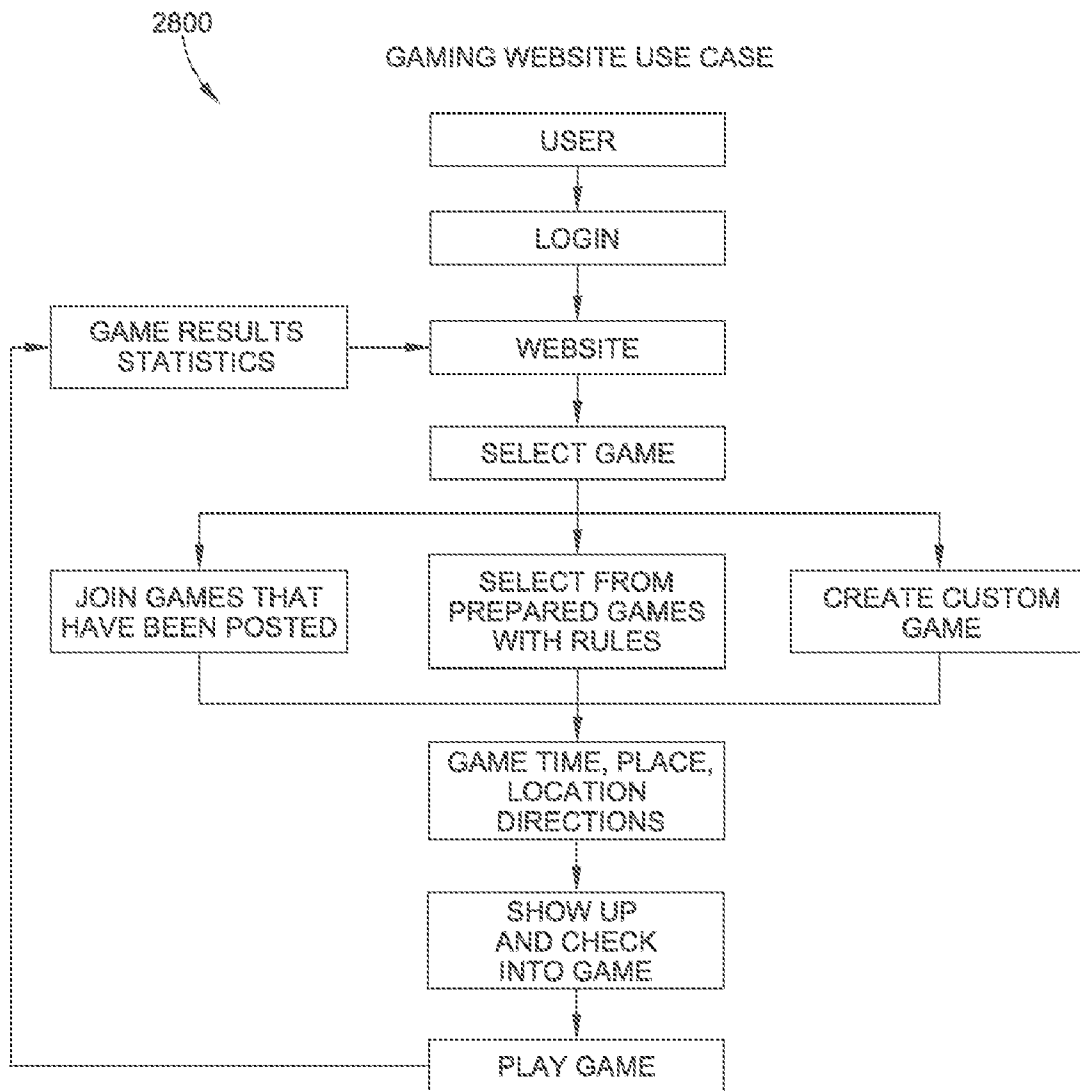 2800
GAMING WEBSITE USE CASE
USER
LOGIN
GAME RESULTS
STATISTICS
WEBSITE
SELECT GAME
JOIN GAMES THAT
HAVE BEEN POSTED
SELECT FROM
PREPARED GAMES
WITH RULES
CREATE CUSTOM
GAME
GAME TIME, PLACE,
LOCATION
DIRECTIONS
SHOW UP
AND CHECK
INTO GAME
PLAY GAME